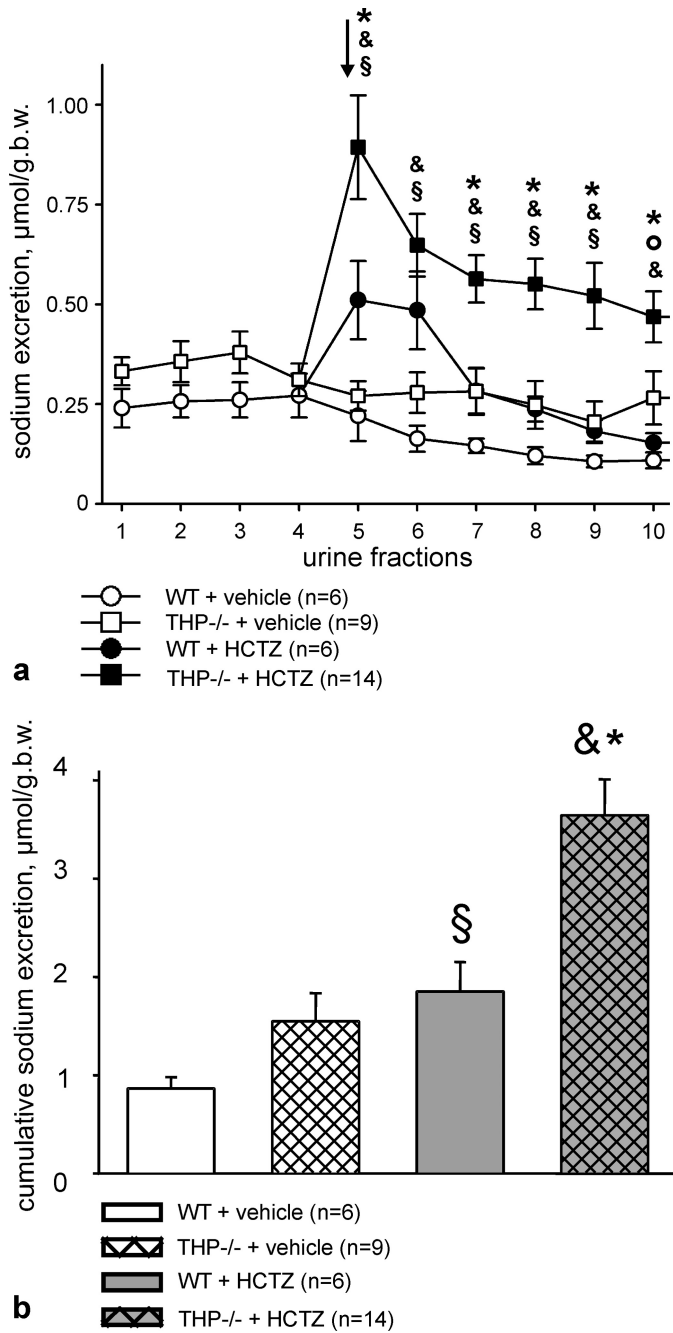 *
&
§
1.00
&
§
*
&
§
*
&
§
*
&
§
*
o
&
0.75
0.50
0.25
0
sodium excretion, µmol/g.b.w.
1 2 3 4 5 6 7 8 9 10
urine fractions
WT + vehicle (n=6)
THP-/- + vehicle (n=9)
WT + HCTZ (n=6)
THP-/- + HCTZ (n=14)
a
&*
4
3
§
2
1
0
cumulative sodium excretion, µmol/g.b.w.
WT + vehicle (n=6)
THP-/- + vehicle (n=9)
WT + HCTZ (n=6)
THP-/- + HCTZ (n=14)
b